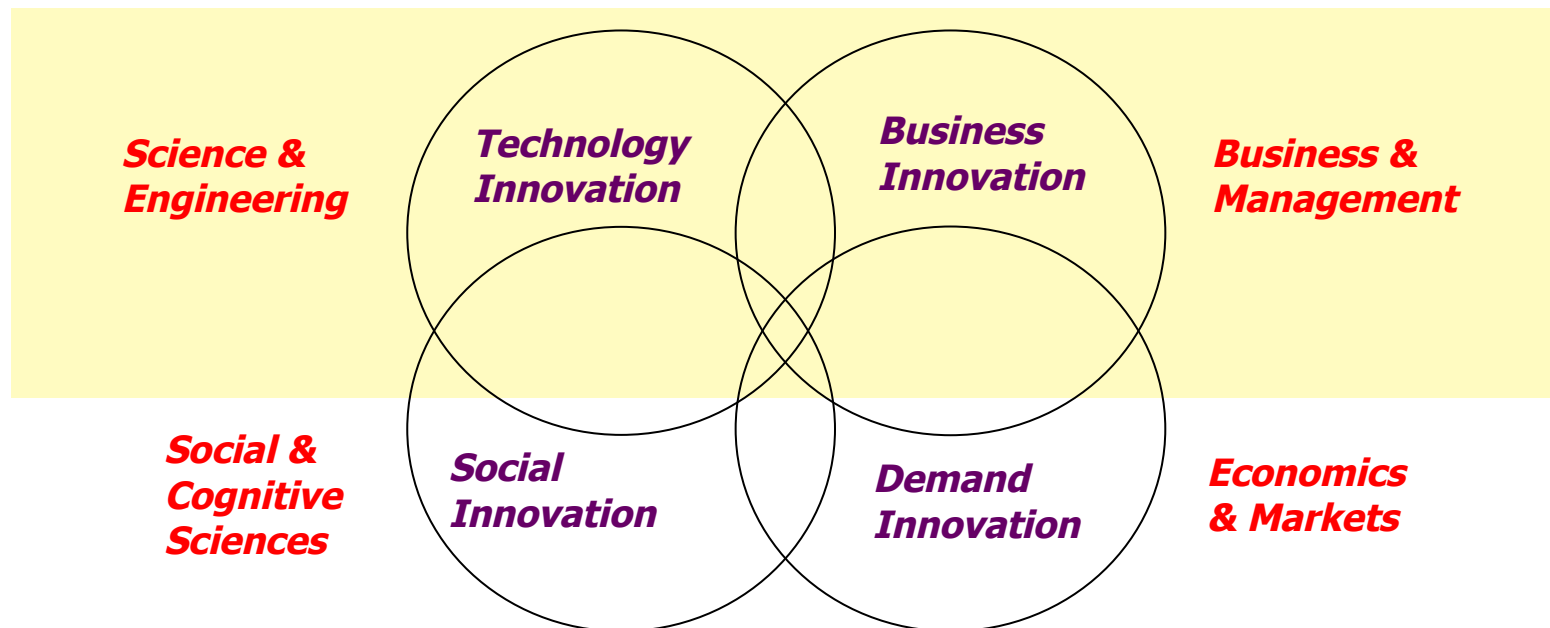 Science &
Engineering
Technology
Innovation
Business
Innovation
Business &
Management
Social &
Cognitive
Sciences
Social
Innovation
Demand
Innovation
Economics
& Markets